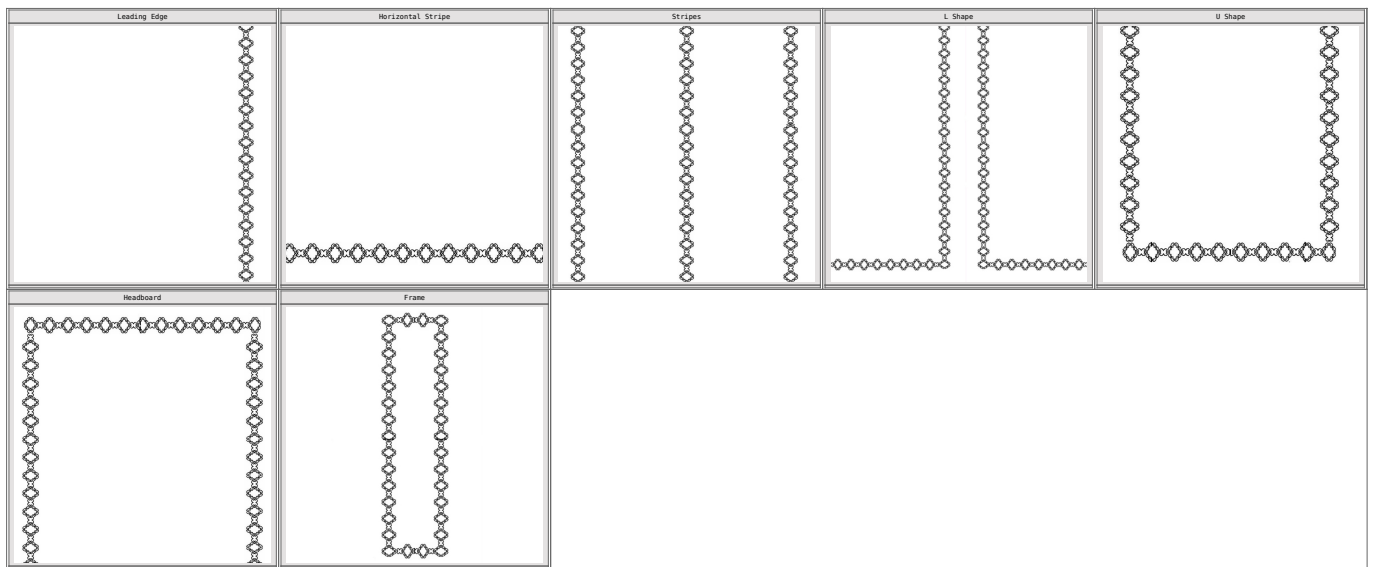 Leading Edge
Horizontal Stripe
Stripes
L Shape
U Shape
Headboard
Frame